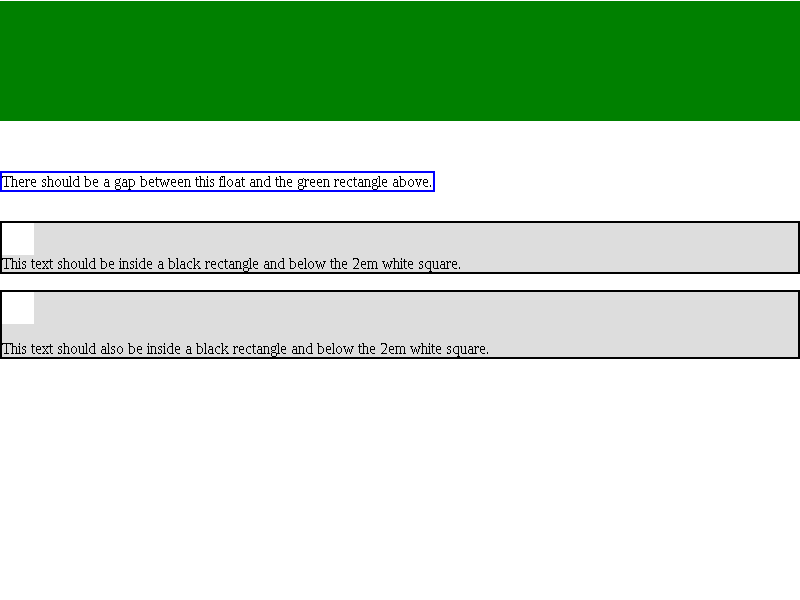 There should be a gap between this float and the green rectangle above.
This text should be inside a black rectangle and below the 2em white square.
This text should also be inside a black rectangle and below the 2em white square.